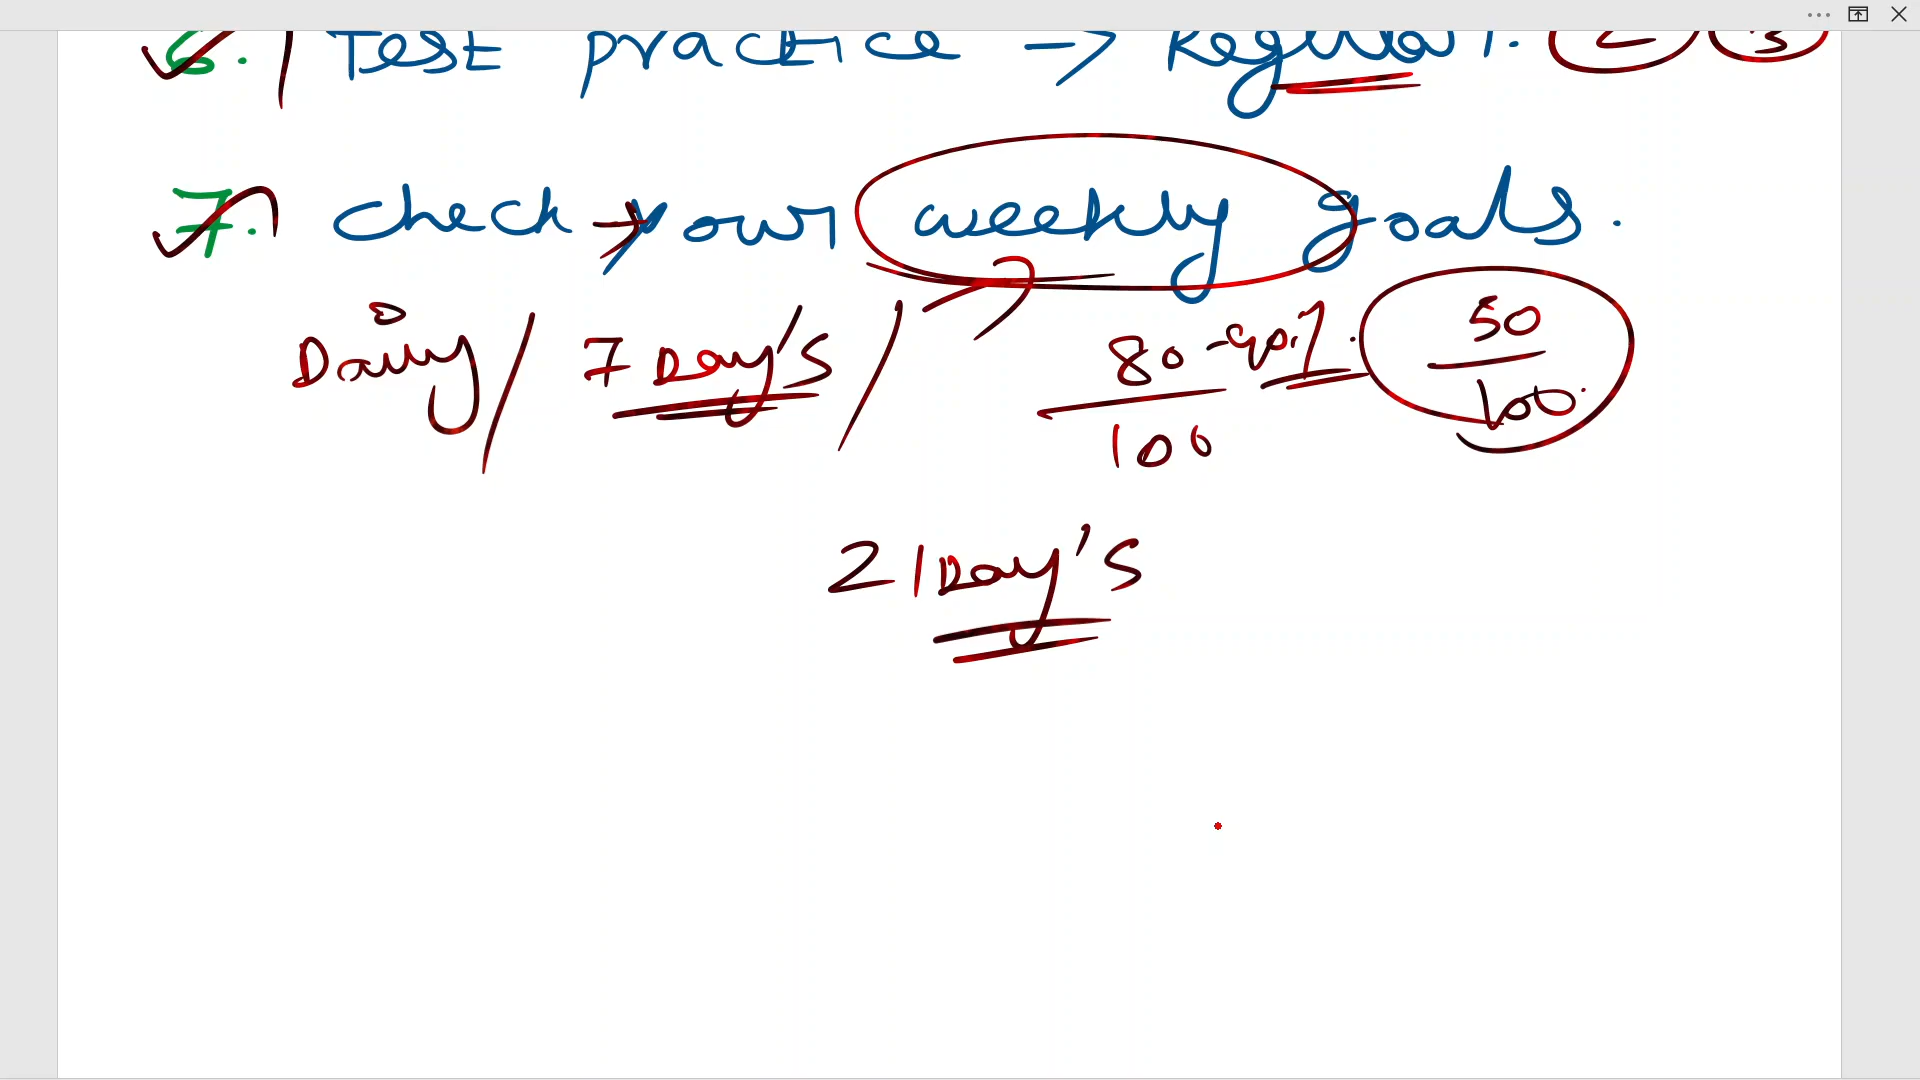 6. Test practice → Regular. 2 3
7. check your weekly goals.
Daily / 7 Day's / 80-90%. 50
100 100.
21 Day's